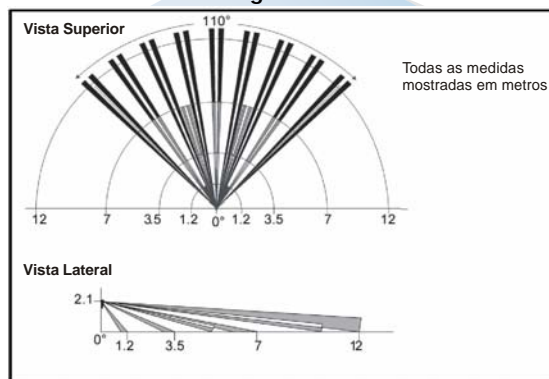 Vista Superior
110°
Todas as medidas
mostradas em metros
12 7 3.5 1.2 0° 1.2 3.5 7 12
Vista Lateral
2.1
0° 1.2 3.5 7 12